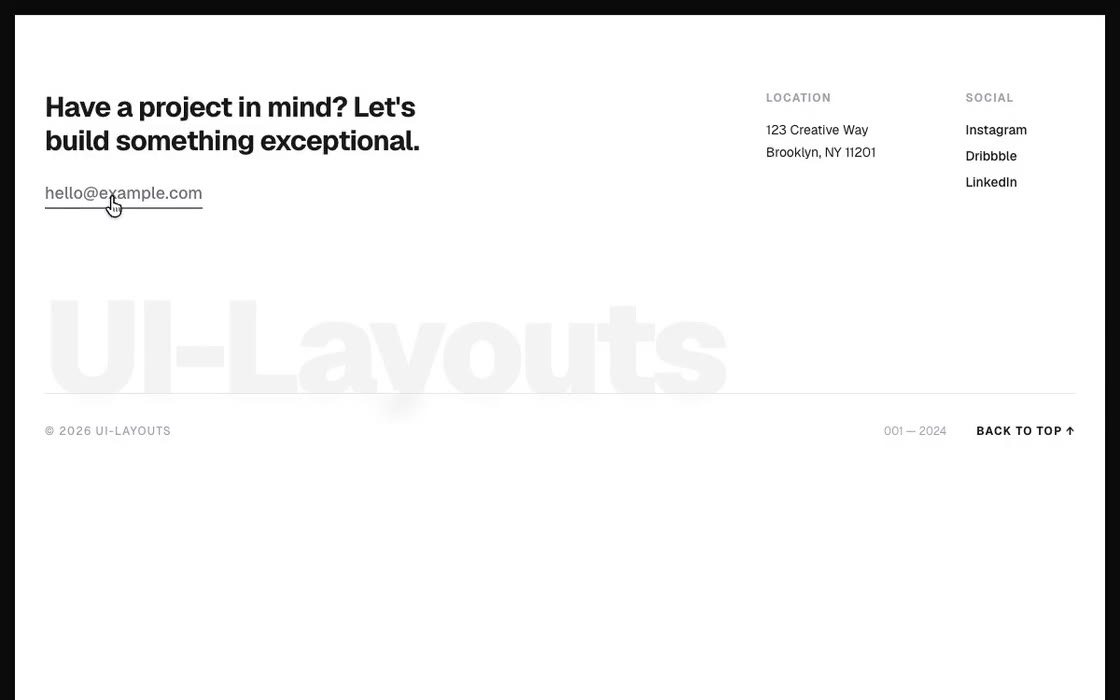 Have a project in mind? Let's
build something exceptional.
hello@example.com
LOCATION
123 Creative Way
Brooklyn, NY 11201
SOCIAL
Instagram
Dribbble
LinkedIn
UI-Layouts
© 2026 UI-LAYOUTS
001 — 2024
BACK TO TOP ↑